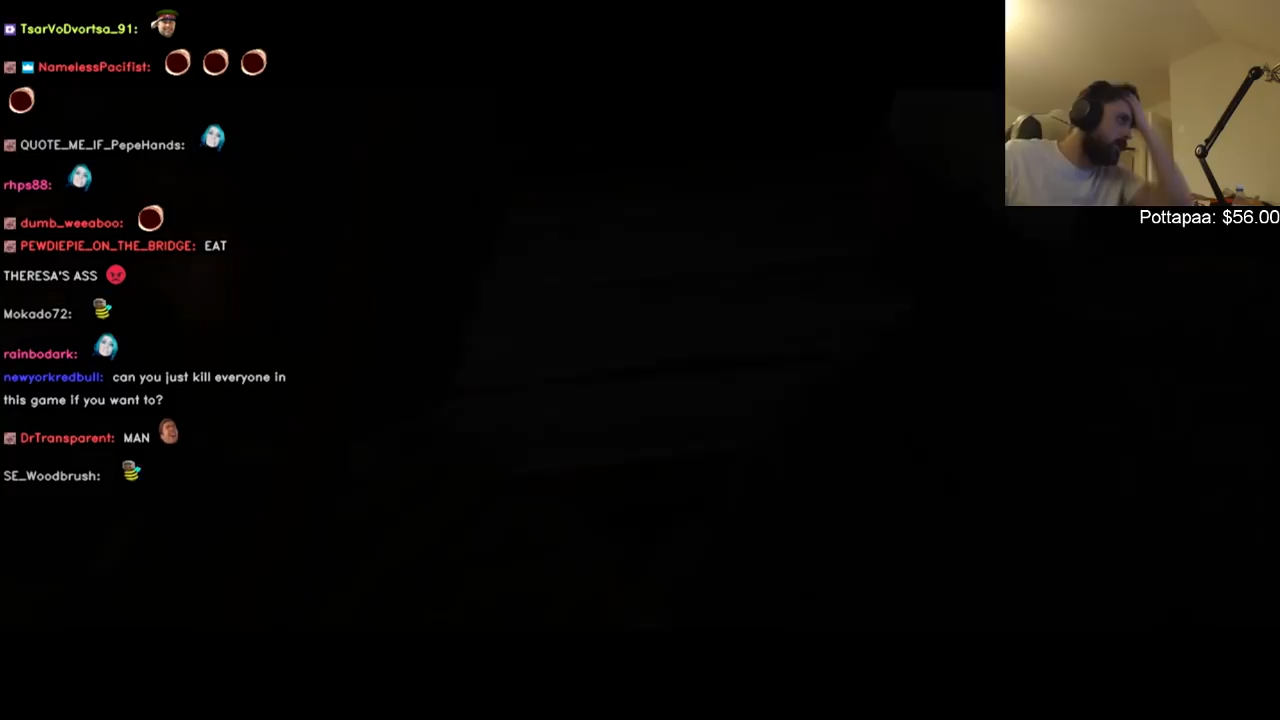 TsarVoDvortsa_91:
NamelessPacifist:
QUOTE_ME_IF_PepeHands:
rhps88:
Pottapaa: $56.00
dumb_weeaboo:
PEWDIEPIE_ON_THE_BRIDGE: EAT
THERESA'S ASS
Mokado72:
rainbodark:
newyorkredbull: can you just kill everyone in
this game if you want to?
DrTransparent: MAN
SE_Woodbrush: